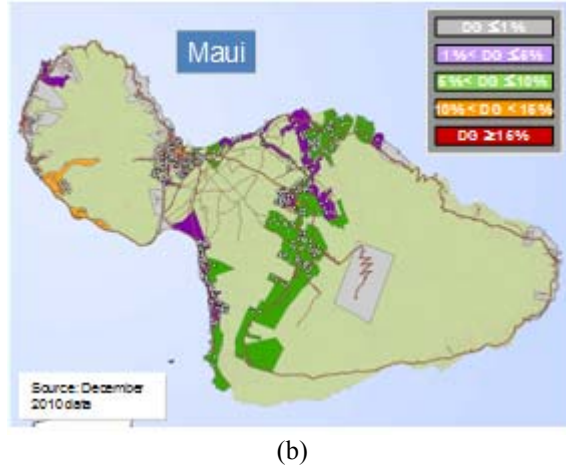 Maui
DG ≤1%
1%< DG ≤5%
5%< DG ≤10%
10%< DG < 15%
DG ≥15%
Source: December
2010 data
(b)